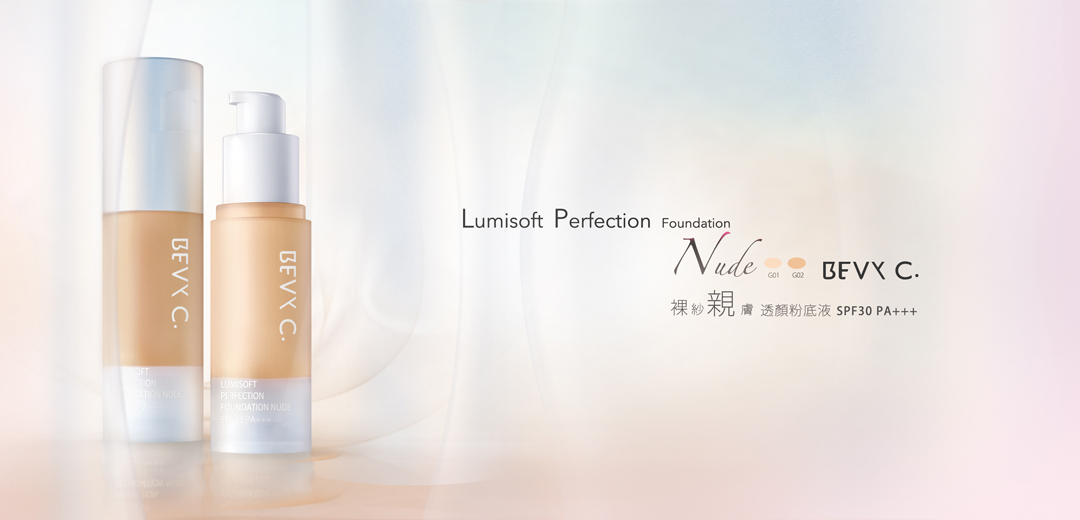 BEVY C.
BEVY C.
LUMISOFT
PERFECTION
FOUNDATION NUDE
Lumisoft Perfection Foundation
Nude G01 G02 BEVY C.
裸紗親膚 透顏粉底液 SPF30 PA+++